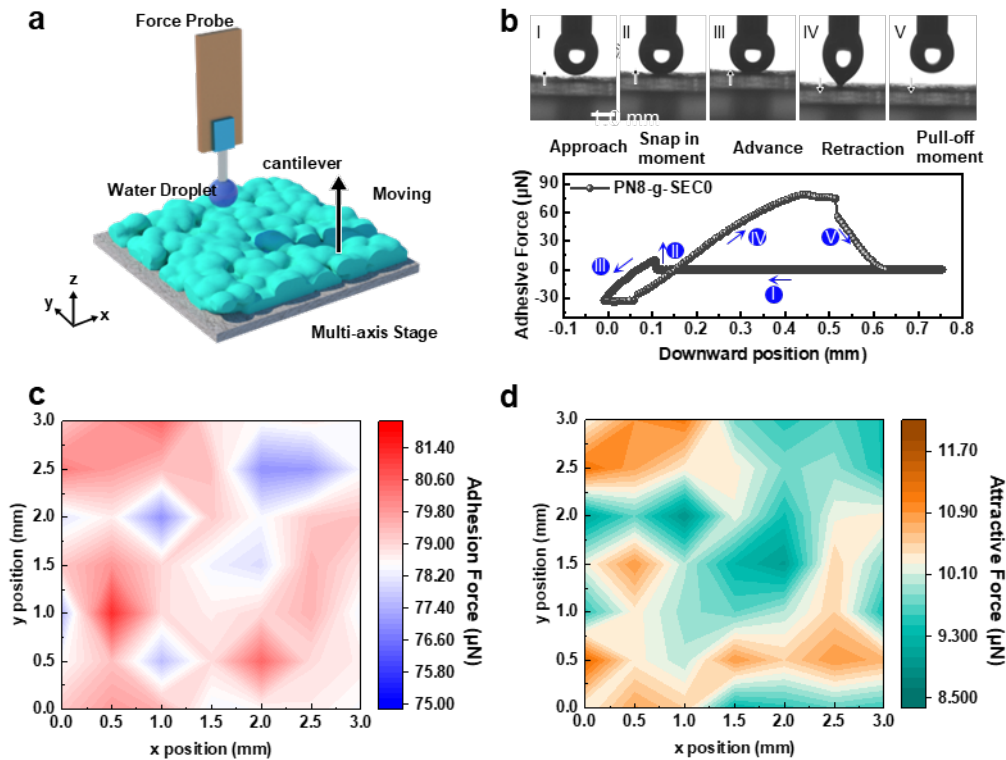 a
Force Probe
cantilever
Water Droplet
Moving
z
y
x
Multi-axis Stage
b
I
II
III
IV
V
1.0 mm
Approach
Snap in
moment
Advance
Retraction
Pull-off
moment
Adhesive Force (μN)
90
60
30
0
-30
PN8-g-SEC0
I
II
III
IV
V
-0.1
0.0
0.1
0.2
0.3
0.4
0.5
0.6
0.7
0.8
Downward position (mm)
c
y position (mm)
3.0
2.5
2.0
1.5
1.0
0.5
0.0
0.0
0.5
1.0
1.5
2.0
2.5
3.0
x position (mm)
81.40
80.60
79.80
79.00
78.20
77.40
76.60
75.80
75.00
Adhesion Force (μN)
d
y position (mm)
3.0
2.5
2.0
1.5
1.0
0.5
0.0
0.0
0.5
1.0
1.5
2.0
2.5
3.0
x position (mm)
11.70
10.90
10.10
9.300
8.500
Attractive Force (μN)